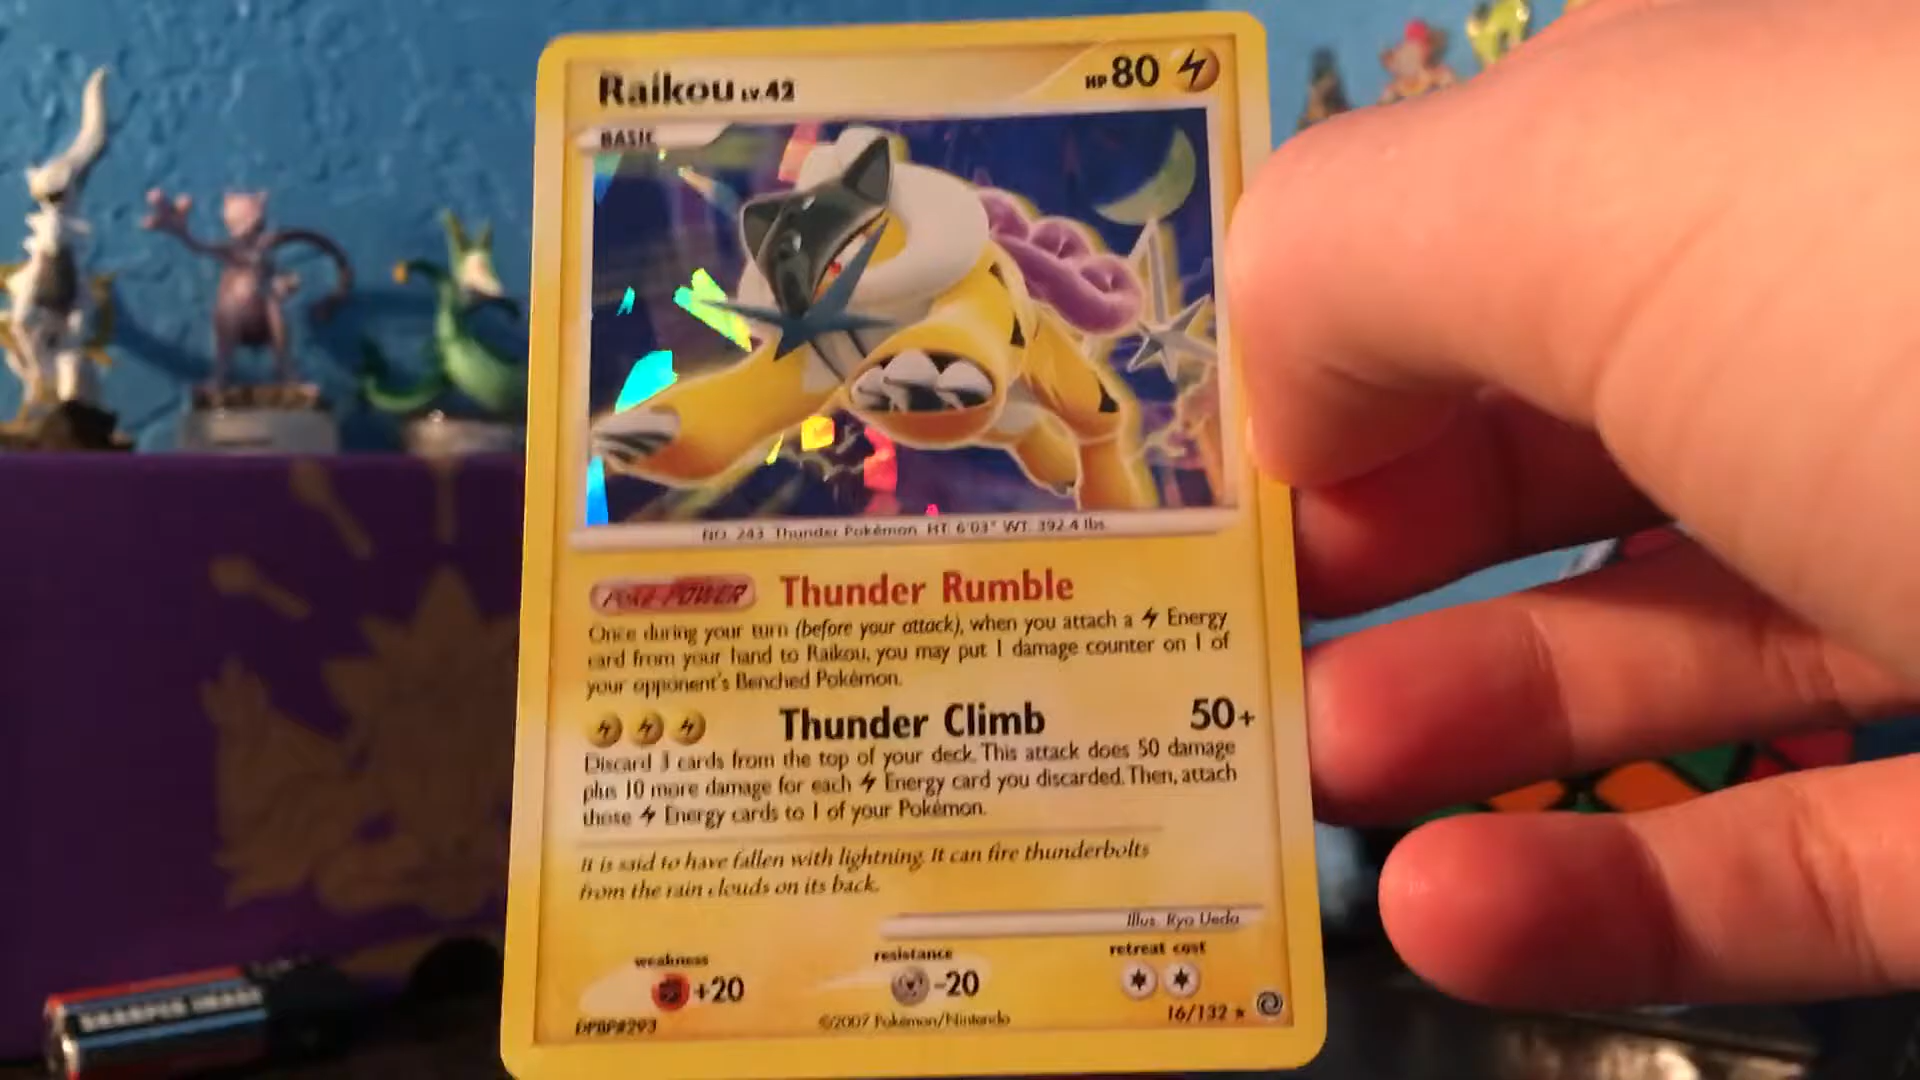 Raikou LV.42
HP 80
BASIC
NO. 243 Thunder Pokémon HT: 6'03" WT: 392.4 lbs.
POKé-POWER Thunder Rumble
Once during your turn (before your attack), when you attach a Energy
card from your hand to Raikou, you may put 1 damage counter on 1 of
your opponent's Benched Pokémon.
Thunder Climb 50+
Discard 3 cards from the top of your deck. This attack does 50 damage
plus 10 more damage for each Energy card you discarded. Then, attach
those Energy cards to 1 of your Pokémon.
It is said to have fallen with lightning. It can fire thunderbolts
from the rain clouds on its back.
Illus. Ryo Ueda
weakness resistance retreat cost
+20 -20
DPBP#293 ©2007 Pokémon/Nintendo 16/132
SHARPER IMAGE